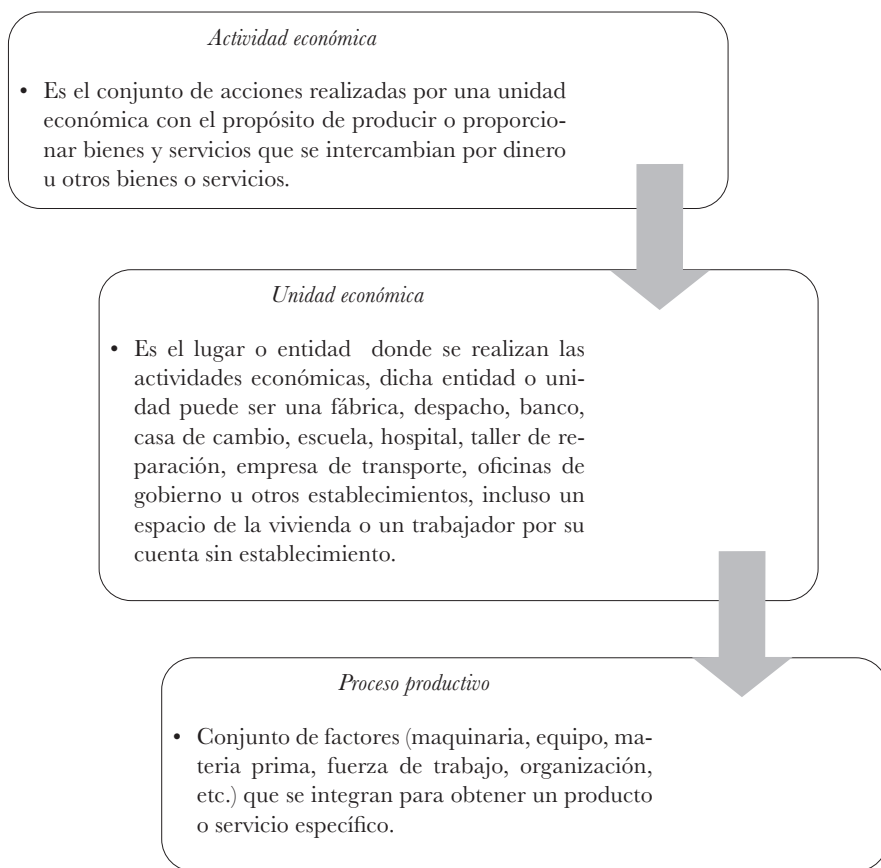 Actividad económica
• Es el conjunto de acciones realizadas por una unidad
económica con el propósito de producir o proporcio-
nar bienes y servicios que se intercambian por dinero
u otros bienes o servicios.
Unidad económica
• Es el lugar o entidad donde se realizan las
actividades económicas, dicha entidad o uni-
dad puede ser una fábrica, despacho, banco,
casa de cambio, escuela, hospital, taller de re-
paración, empresa de transporte, oficinas de
gobierno u otros establecimientos, incluso un
espacio de la vivienda o un trabajador por su
cuenta sin establecimiento.
Proceso productivo
• Conjunto de factores (maquinaria, equipo, ma-
teria prima, fuerza de trabajo, organización,
etc.) que se integran para obtener un producto
o servicio específico.